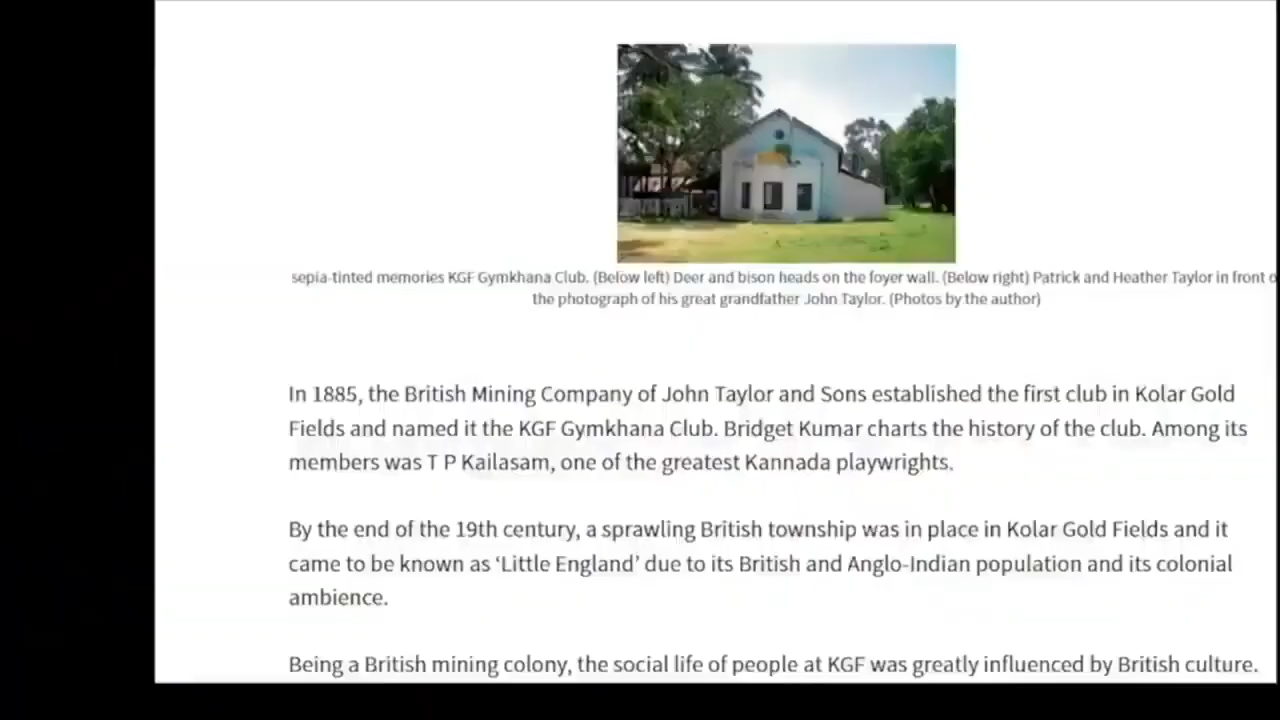 sepia-tinted memories KGF Gymkhana Club. (Below left) Deer and bison heads on the foyer wall. (Below right) Patrick and Heather Taylor in front o
the photograph of his great grandfather John Taylor. (Photos by the author)
In 1885, the British Mining Company of John Taylor and Sons established the first club in Kolar Gold
Fields and named it the KGF Gymkhana Club. Bridget Kumar charts the history of the club. Among its
members was T P Kailasam, one of the greatest Kannada playwrights.
By the end of the 19th century, a sprawling British township was in place in Kolar Gold Fields and it
came to be known as ‘Little England’ due to its British and Anglo-Indian population and its colonial
ambience.
Being a British mining colony, the social life of people at KGF was greatly influenced by British culture.